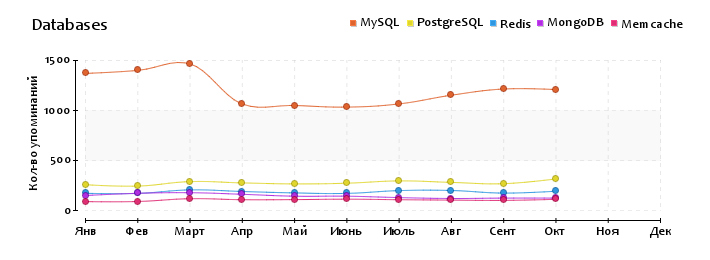 Databases
MySQL PostgreSQL Redis MongoDB Memcache
Кол-во упоминаний
1500
1000
500
0
Янв Фев Март Апр Май Июнь Июль Авг Сент Окт Ноя Дек